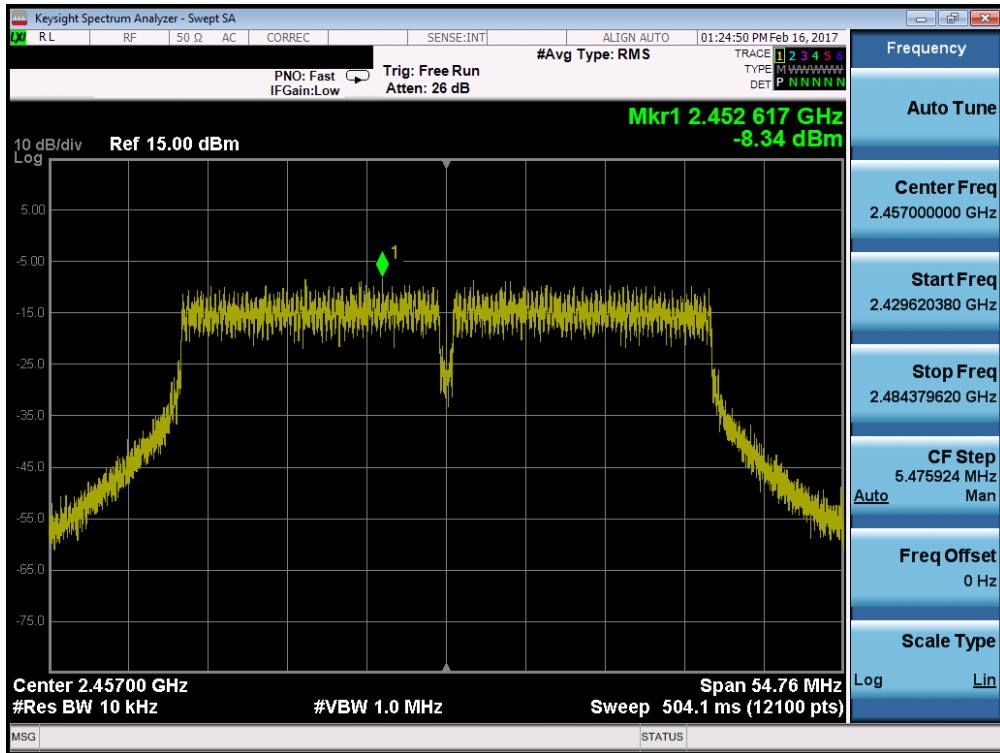 Keysight Spectrum Analyzer - Swept SA
LXI RL RF 50 Ω AC CORREC SENSE:INT ALIGN AUTO 01:24:50 PM Feb 16, 2017
#Avg Type: RMS TRACE 1 2 3 4 5 6
PNO: Fast Trig: Free Run TYPE M WWWWW
IFGain:Low Atten: 26 dB DET P N N N N N
Mkr1 2.452 617 GHz
-8.34 dBm
10 dB/div Ref 15.00 dBm
Log
1
5.00
-5.00
-15.0
-25.0
-35.0
-45.0
-55.0
-65.0
-75.0
Center 2.45700 GHz Span 54.76 MHz
#Res BW 10 kHz #VBW 1.0 MHz Sweep 504.1 ms (12100 pts)
MSG STATUS
Frequency
Auto Tune
Center Freq
2.457000000 GHz
Start Freq
2.429620380 GHz
Stop Freq
2.484379620 GHz
CF Step
5.475924 MHz
Auto Man
Freq Offset
0 Hz
Scale Type
Log Lin